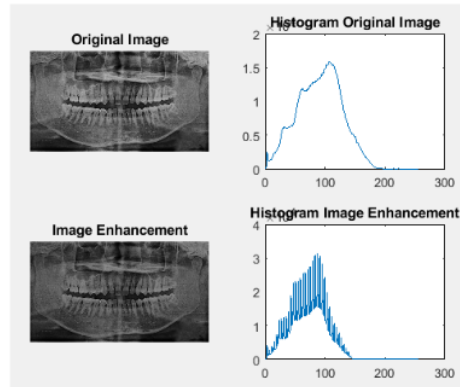 Original Image
Histogram Original Image
2
1.5
1
0.5
0
0 100 200 300
Image Enhancement
Histogram Image Enhancement
4
3
2
1
0
0 100 200 300